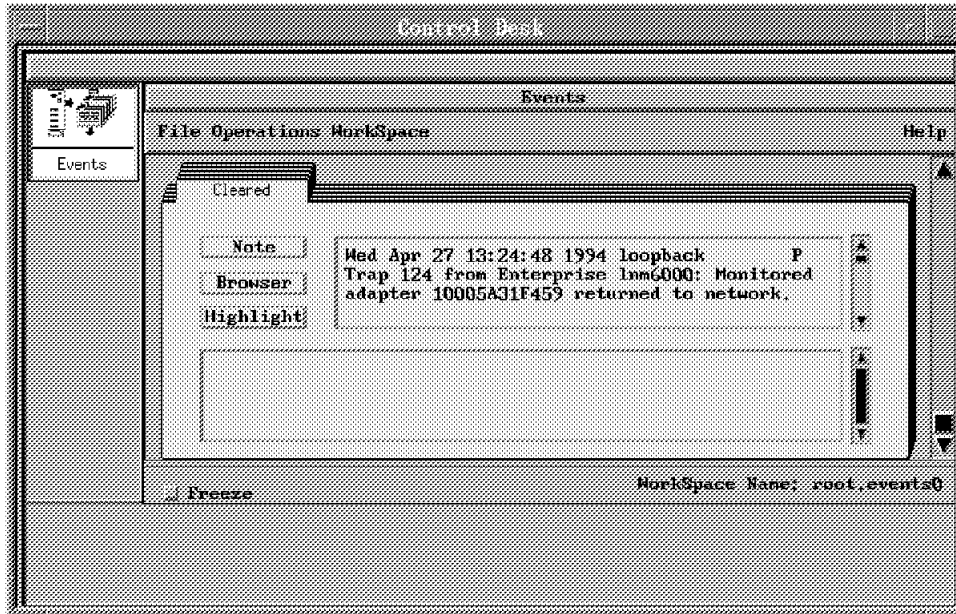 Control Desk
Events
File Operations WorkSpace Help
Events
Cleared
Note
Browser
Highlight
Wed Apr 27 13:24:48 1994 loopback P
Trap 124 from Enterprise lnm6000: Monitored
adapter 10005A31F459 returned to network.
Freeze
WorkSpace Name: root.events0